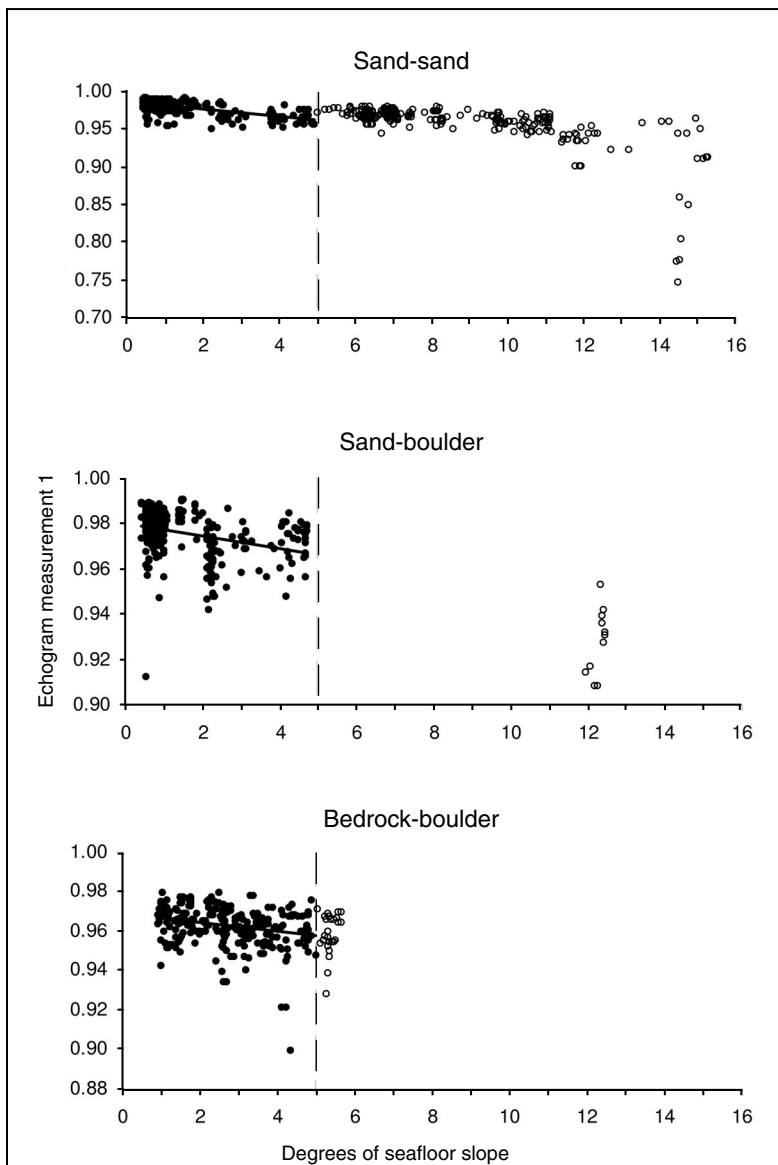 Sand-sand
1.00
0.95
0.90
0.85
0.80
0.75
0.70
0 2 4 6 8 10 12 14 16
Sand-boulder
Echogram measurement 1
1.00
0.98
0.96
0.94
0.92
0.90
0 2 4 6 8 10 12 14 16
Bedrock-boulder
1.00
0.98
0.96
0.94
0.92
0.90
0.88
0 2 4 6 8 10 12 14 16
Degrees of seafloor slope